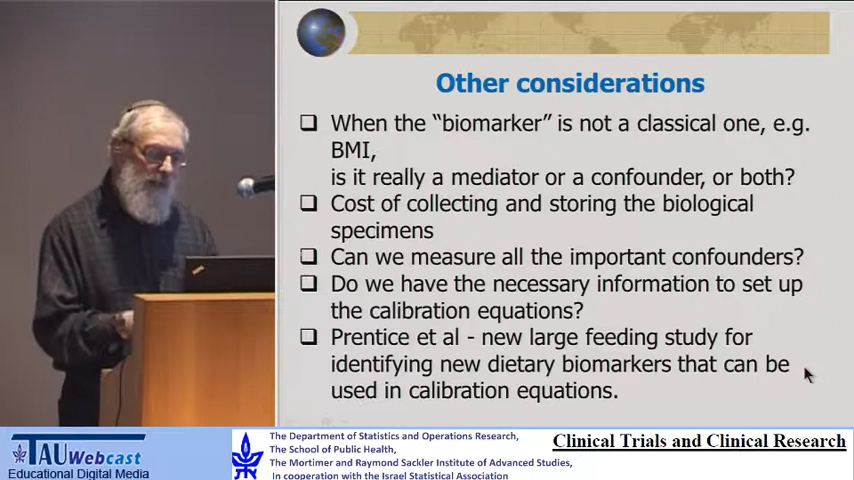 Other considerations
When the “biomarker” is not a classical one, e.g.
BMI,
is it really a mediator or a confounder, or both?
Cost of collecting and storing the biological
specimens
Can we measure all the important confounders?
Do we have the necessary information to set up
the calibration equations?
Prentice et al - new large feeding study for
identifying new dietary biomarkers that can be
used in calibration equations.
TAU Webcast
Educational Digital Media
The Department of Statistics and Operations Research,
The School of Public Health,
The Mortimer and Raymond Sackler Institute of Advanced Studies,
In cooperation with the Israel Statistical Association
Clinical Trials and Clinical Research